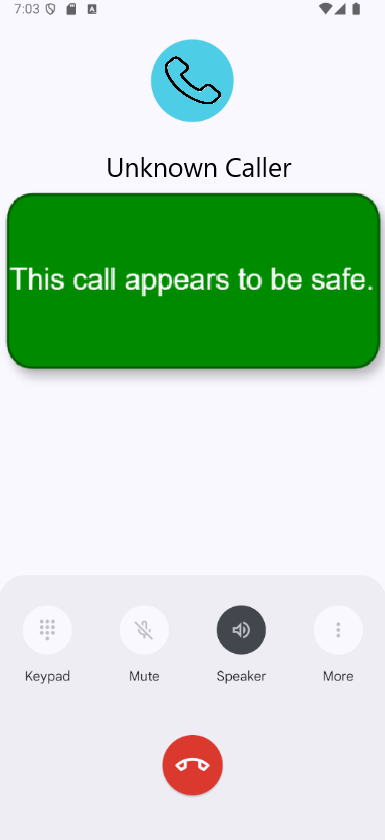 7:03
Unknown Caller
This call appears to be safe.
Keypad Mute Speaker More